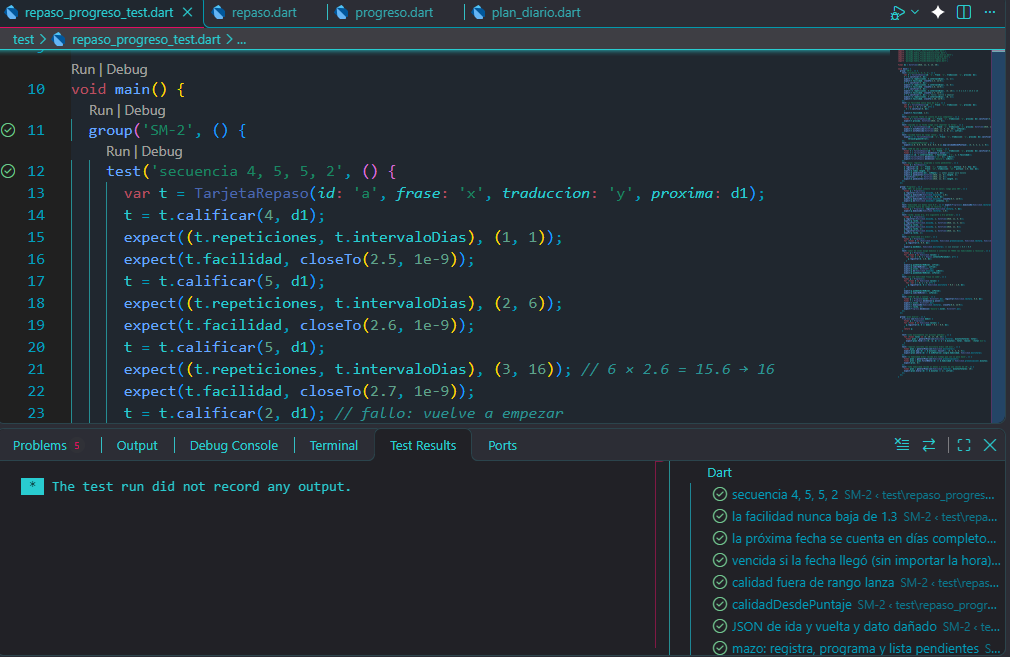 repaso_progreso_test.dart repaso.dart progreso.dart plan_diario.dart
test > repaso_progreso_test.dart > ...
Run | Debug
10 void main() {
Run | Debug
11 group('SM-2', () {
Run | Debug
12 test('secuencia 4, 5, 5, 2', () {
13 var t = TarjetaRepaso(id: 'a', frase: 'x', traduccion: 'y', proxima: d1);
14 t = t.calificar(4, d1);
15 expect((t.repeticiones, t.intervaloDias), (1, 1));
16 expect(t.facilidad, closeTo(2.5, 1e-9));
17 t = t.calificar(5, d1);
18 expect((t.repeticiones, t.intervaloDias), (2, 6));
19 expect(t.facilidad, closeTo(2.6, 1e-9));
20 t = t.calificar(5, d1);
21 expect((t.repeticiones, t.intervaloDias), (3, 16)); // 6 × 2.6 = 15.6 → 16
22 expect(t.facilidad, closeTo(2.7, 1e-9));
23 t = t.calificar(2, d1); // fallo: vuelve a empezar
Problems 5 Output Debug Console Terminal Test Results Ports
* The test run did not record any output.
Dart
secuencia 4, 5, 5, 2 SM-2 ‹ test\repaso_progres...
la facilidad nunca baja de 1.3 SM-2 ‹ test\repa...
la próxima fecha se cuenta en días completo...
vencida si la fecha llegó (sin importar la hora)...
calidad fuera de rango lanza SM-2 ‹ test\repas...
calidadDesdePuntaje SM-2 ‹ test\repaso_progr...
JSON de ida y vuelta y dato dañado SM-2 ‹ te...
mazo: registra, programa y lista pendientes S...